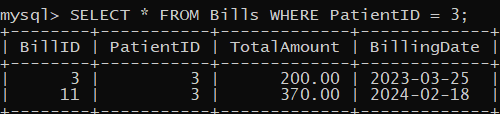 mysql> SELECT * FROM Bills WHERE PatientID = 3;
+--------+-----------+-------------+-------------+
| BillID | PatientID | TotalAmount | BillingDate |
+--------+-----------+-------------+-------------+
|      3 |         3 |      200.00 | 2023-03-25  |
|     11 |         3 |      370.00 | 2024-02-18  |
+--------+-----------+-------------+-------------+